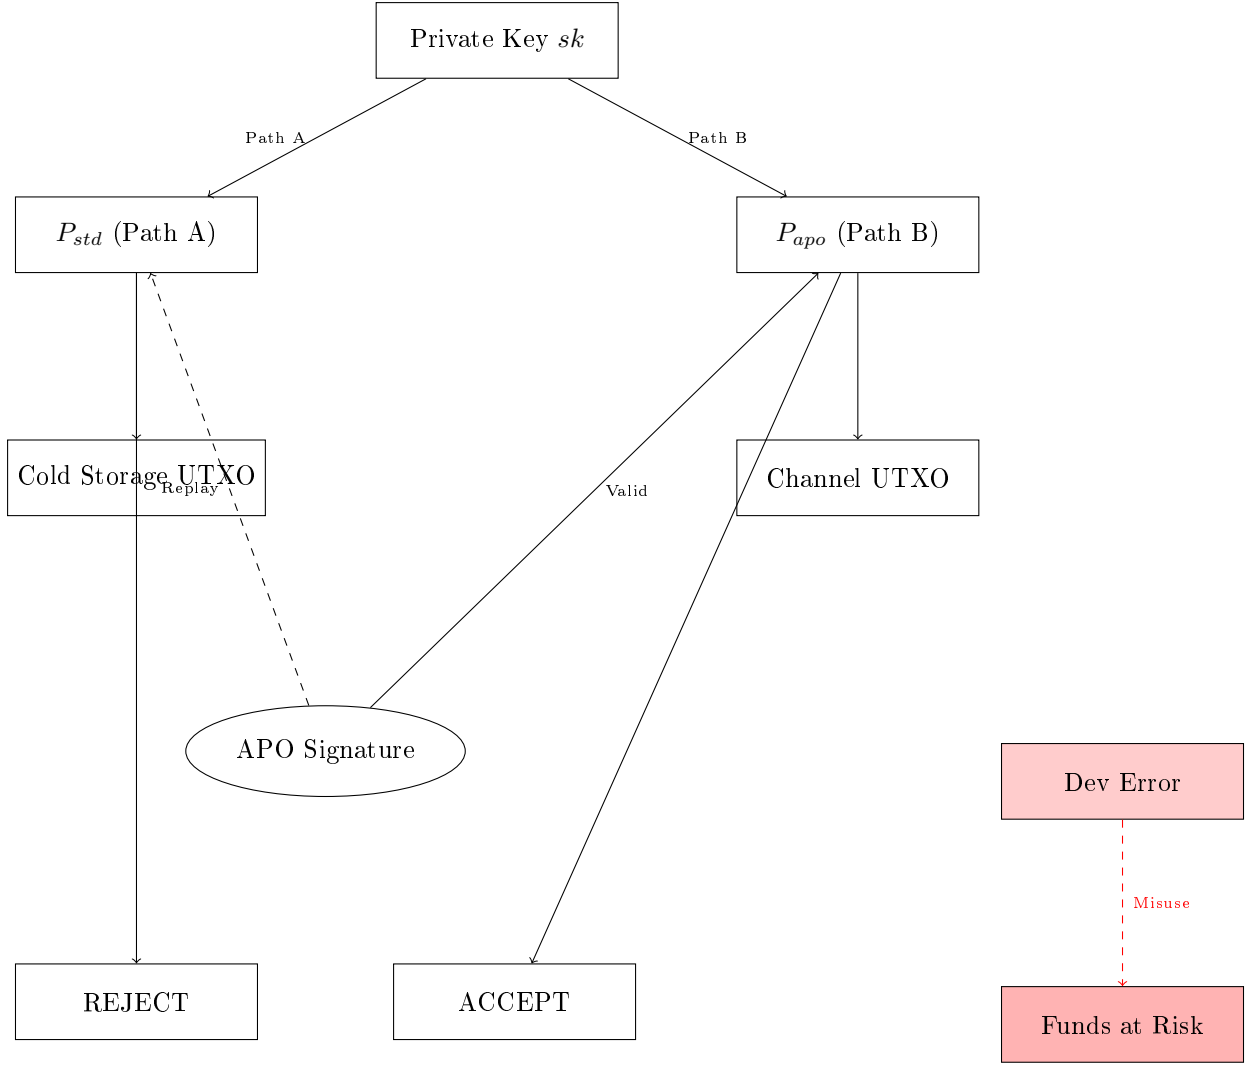 Private Key sk
Path A
Path B
P_std (Path A)
P_apo (Path B)
Cold Storage UTXO
Replay
Valid
Channel UTXO
APO Signature
Dev Error
Misuse
REJECT
ACCEPT
Funds at Risk